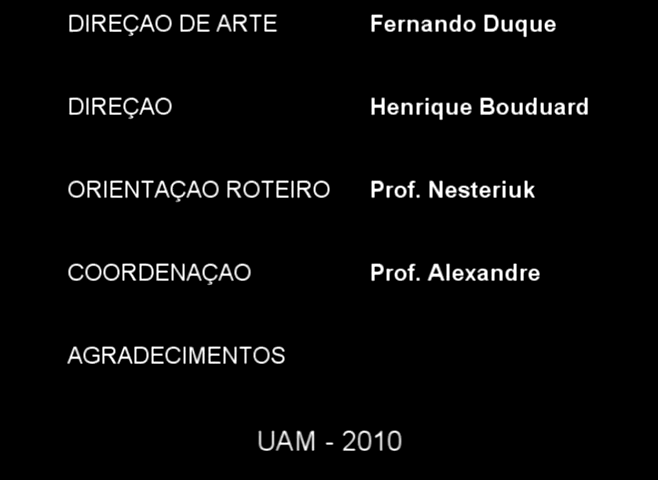 DIREÇAO DE ARTE Fernando Duque
DIREÇAO Henrique Bouduard
ORIENTAÇAO ROTEIRO Prof. Nesteriuk
COORDENAÇAO Prof. Alexandre
AGRADECIMENTOS
UAM - 2010